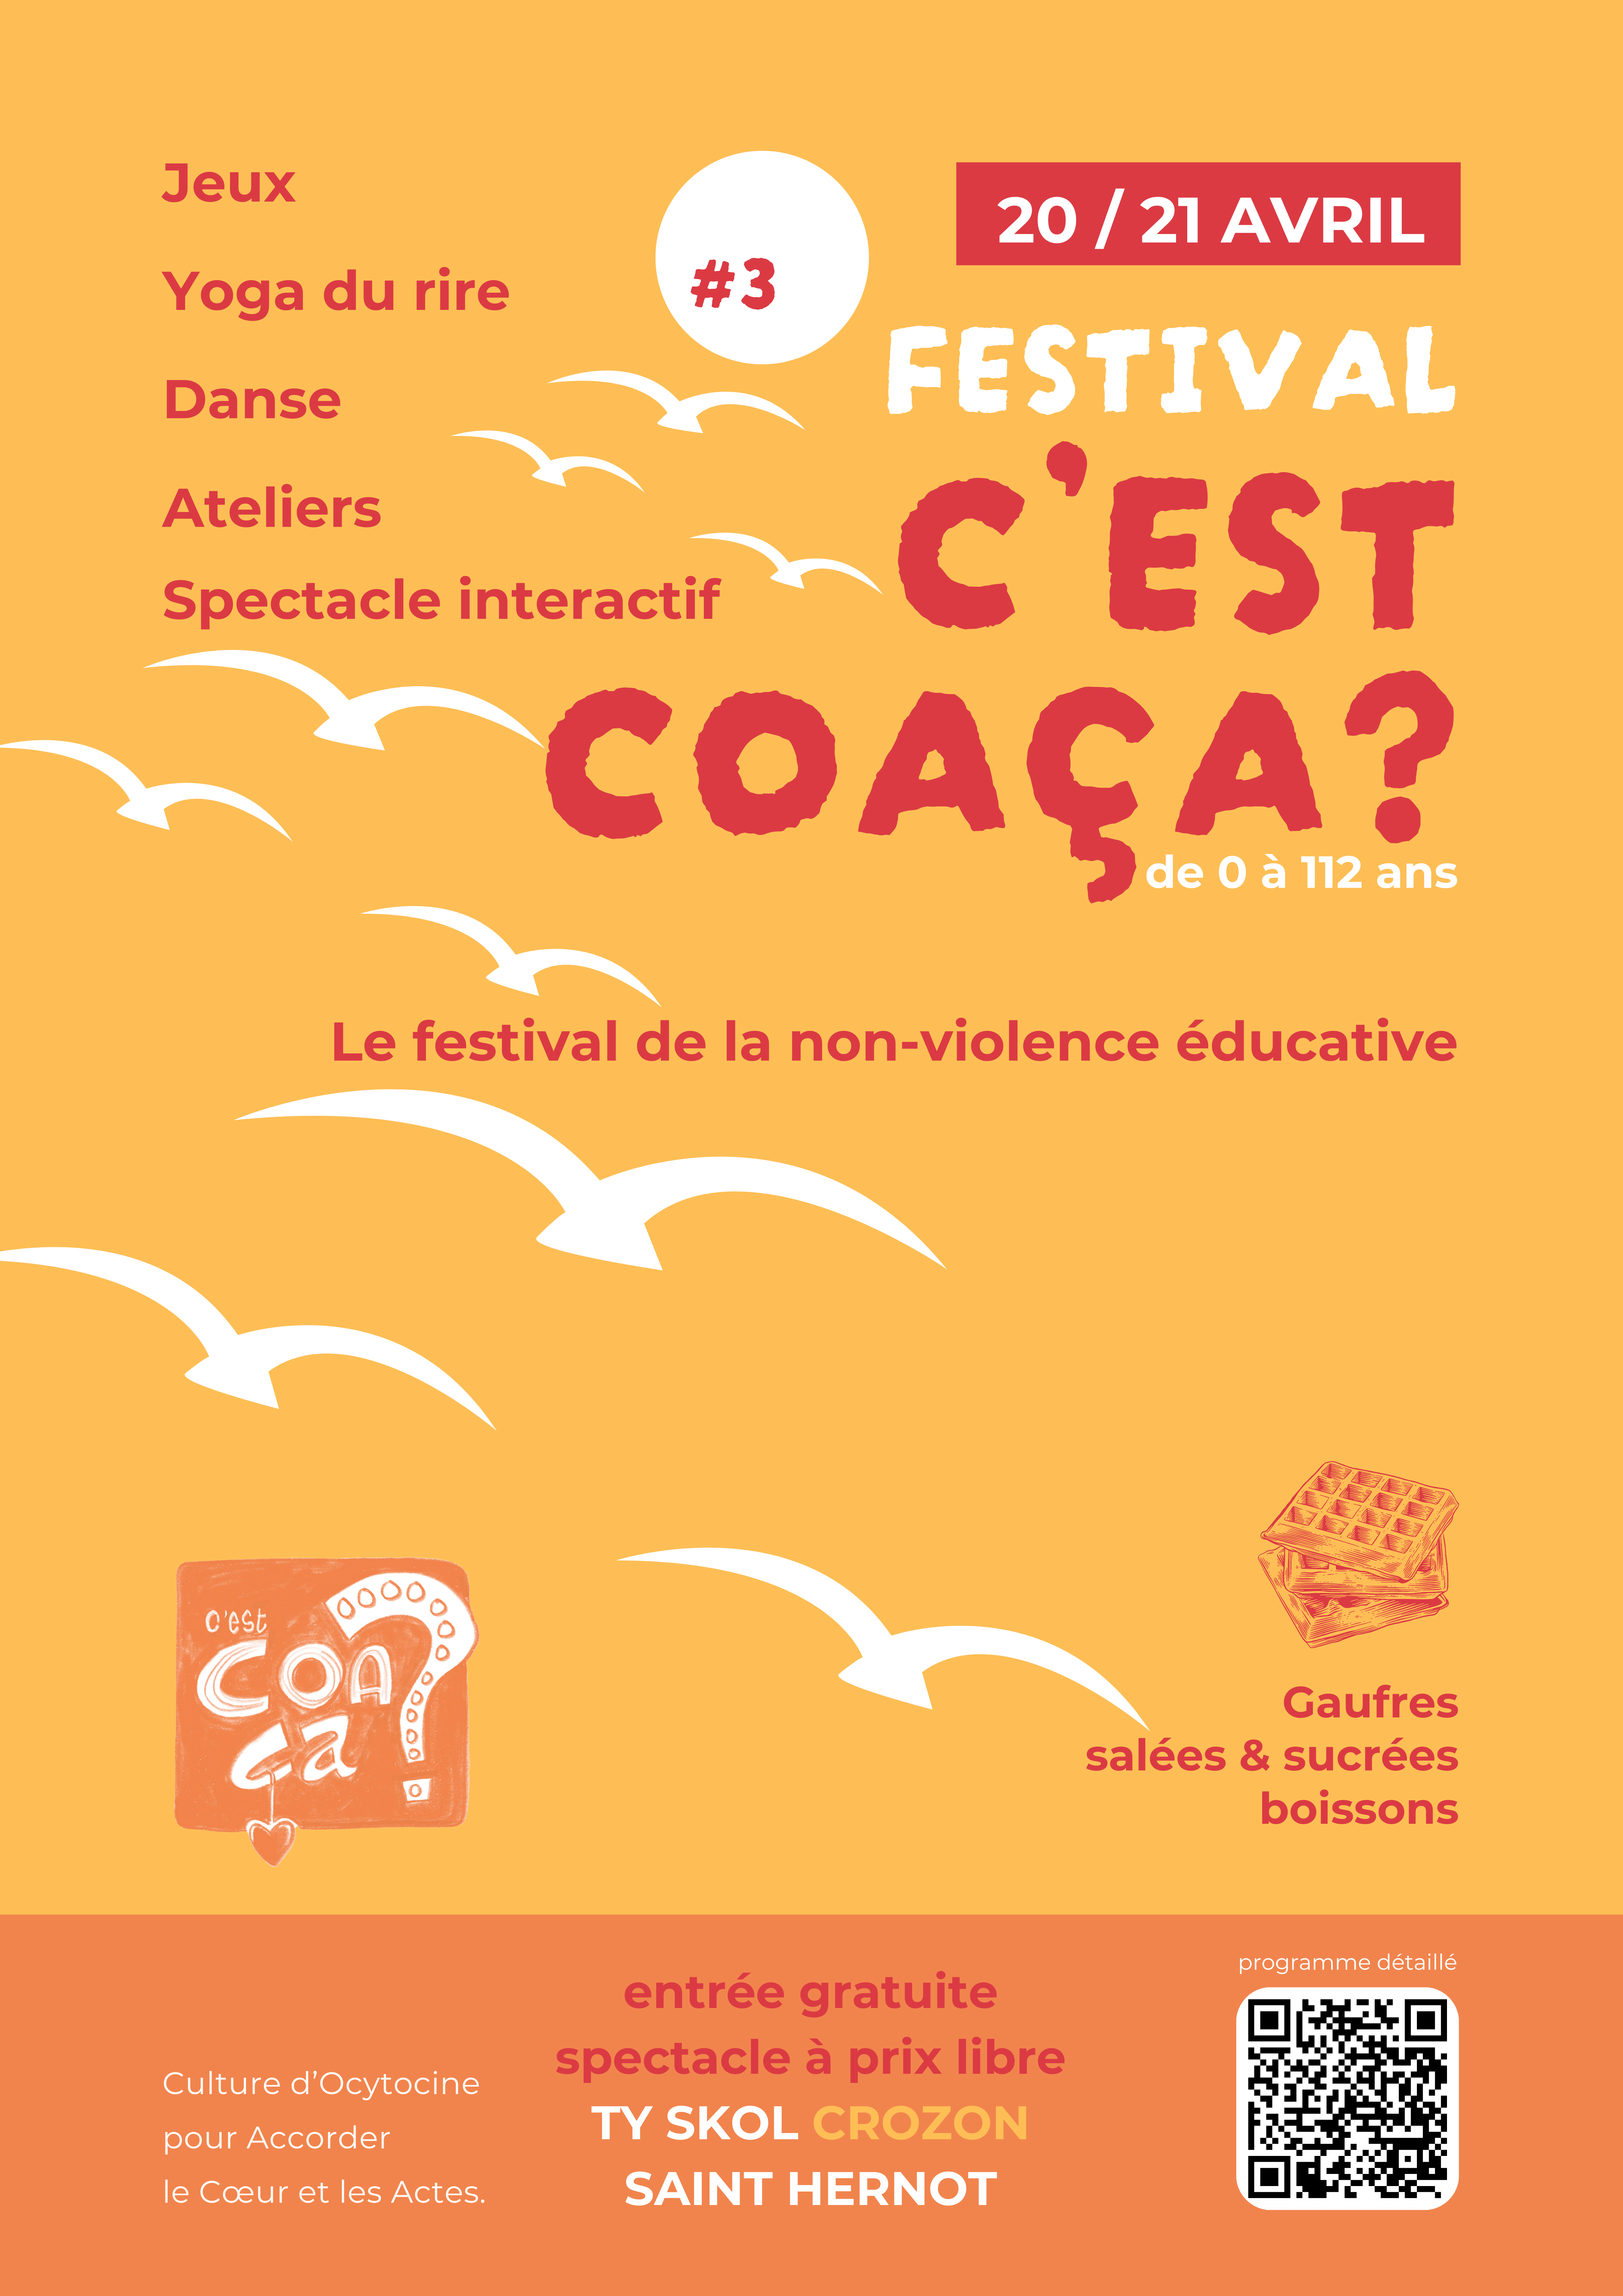 Jeux
Yoga du rire
Danse
Ateliers
Spectacle interactif
#3
20 / 21 AVRIL
FESTIVAL
C'EST
COAÇA?
de 0 à 112 ans
Le festival de la non-violence éducative
c'est
COA
ça?
Gaufres
salées & sucrées
boissons
Culture d’Ocytocine
pour Accorder
le Cœur et les Actes.
entrée gratuite
spectacle à prix libre
TY SKOL CROZON
SAINT HERNOT
programme détaillé